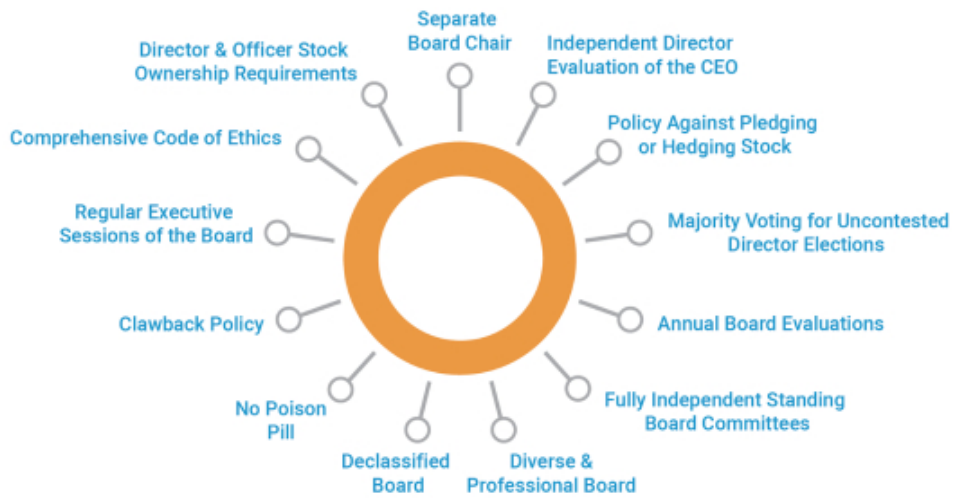 Separate
Board Chair
Independent Director
Evaluation of the CEO
Policy Against Pledging
or Hedging Stock
Majority Voting for Uncontested
Director Elections
Annual Board Evaluations
Fully Independent Standing
Board Committees
Diverse &
Professional Board
Declassified
Board
No Poison
Pill
Clawback Policy
Regular Executive
Sessions of the Board
Comprehensive Code of Ethics
Director & Officer Stock
Ownership Requirements